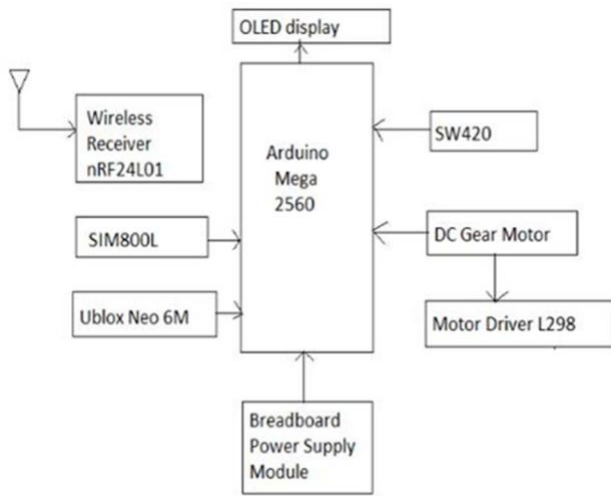 OLED display
Wireless
Receiver
nRF24L01
Arduino
Mega
2560
SW420
SIM800L
DC Gear Motor
Ublox Neo 6M
Motor Driver L298
Breadboard
Power Supply
Module